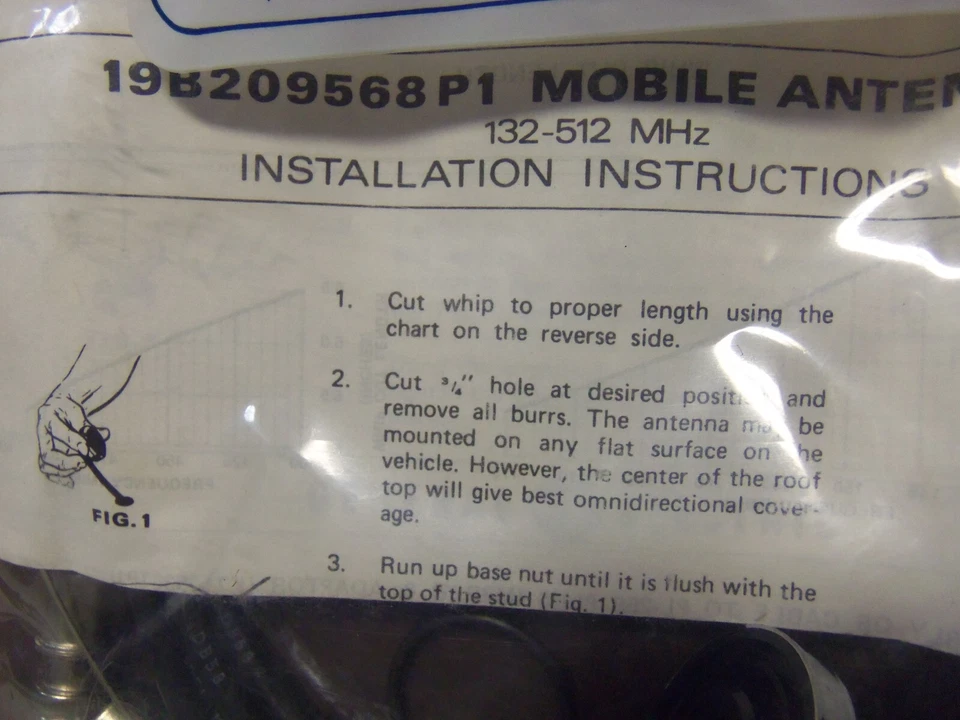 19B209568P1 MOBILE ANTEN
132-512 MHz
INSTALLATION INSTRUCTIONS
1. Cut whip to proper length using the
chart on the reverse side.
2. Cut ¾" hole at desired and
remove all burrs. The antenna be
mounted on any flat surface on
vehicle. However, the center of the roof
top will give best omnidirectional cover-
age.
FIG. 1
3. Run up base nut until it is flush with the
top of the stud (Fig. 1).